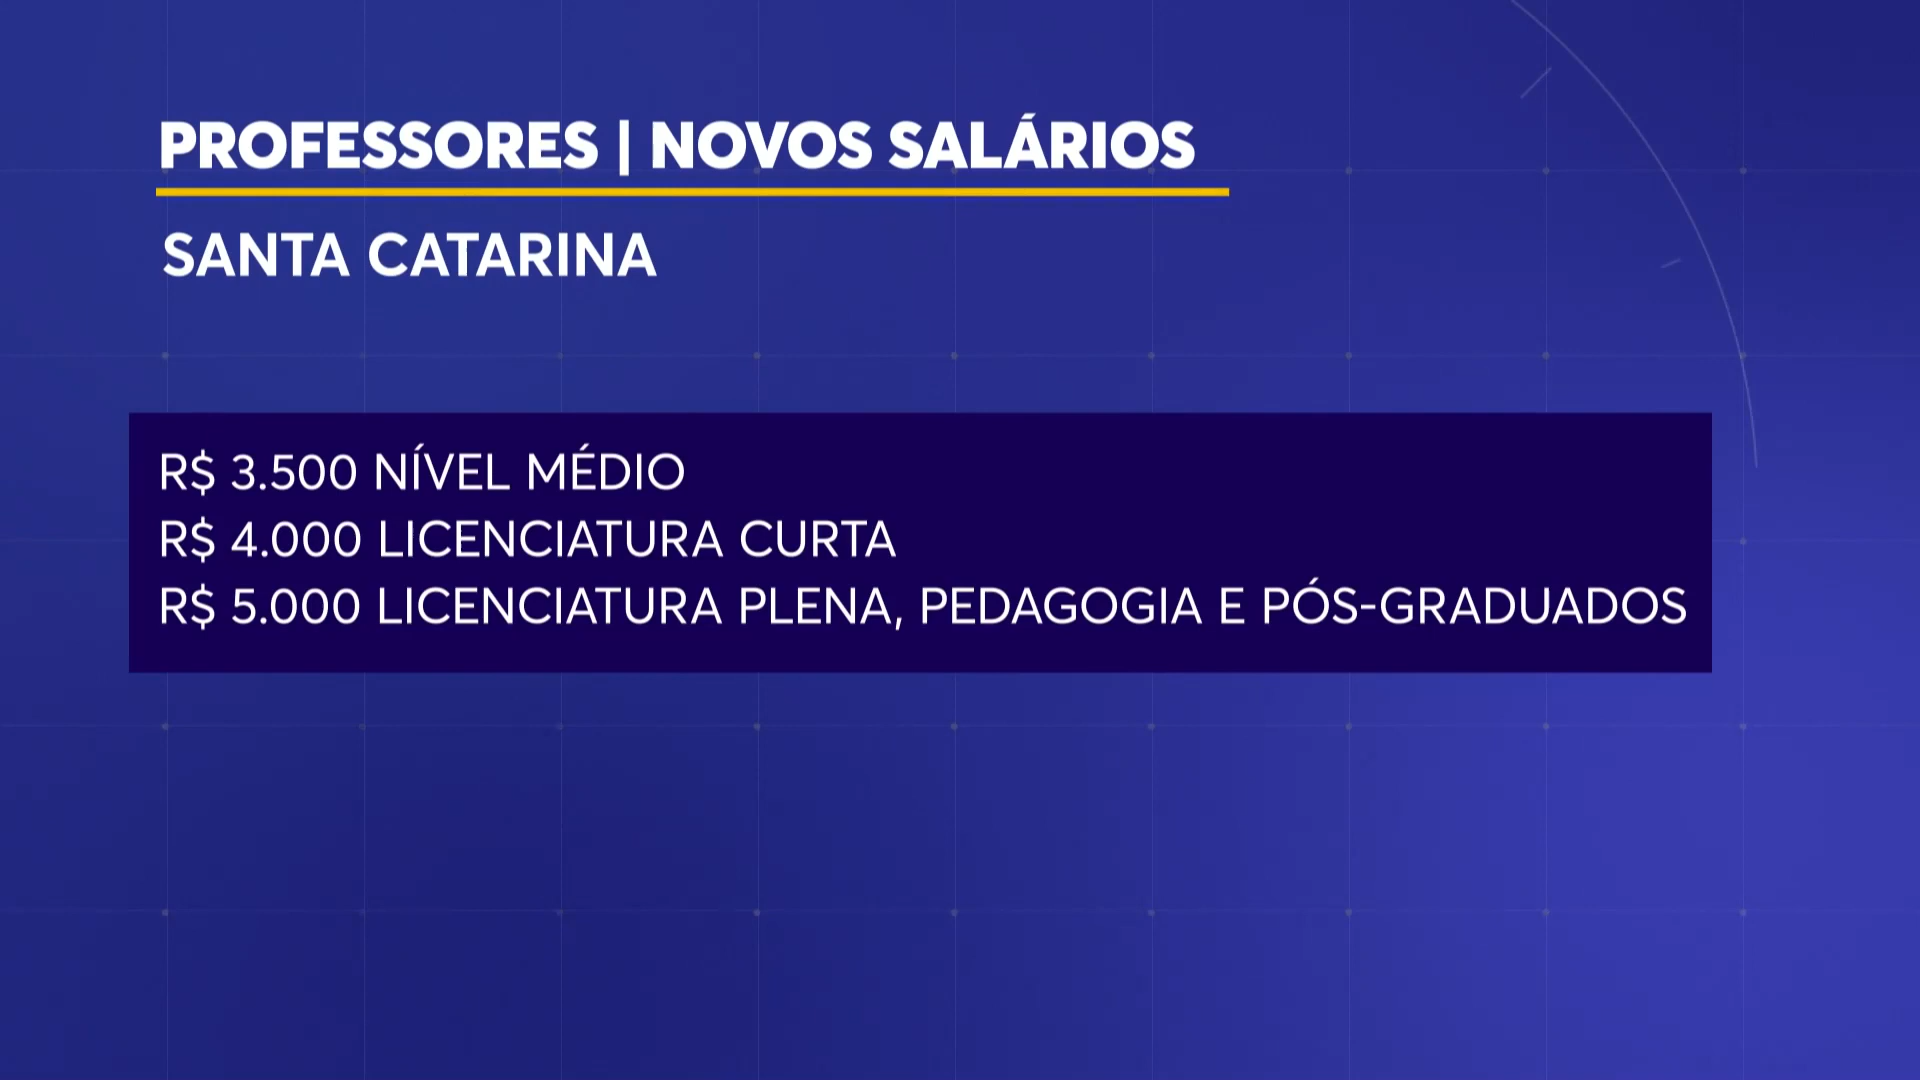 PROFESSORES | NOVOS SALÁRIOS
SANTA CATARINA
R$ 3.500 NÍVEL MÉDIO
R$ 4.000 LICENCIATURA CURTA
R$ 5.000 LICENCIATURA PLENA, PEDAGOGIA E PÓS-GRADUADOS